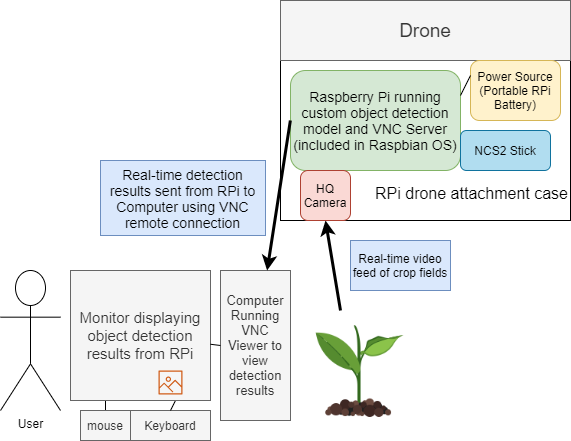 Drone
Power Source
(Portable RPi
Battery)
Raspberry Pi running
custom object detection
model and VNC Server
(included in Raspbian OS)
NCS2 Stick
HQ
Camera
RPi drone attachment case
Real-time detection
results sent from RPi to
Computer using VNC
remote connection
Real-time video
feed of crop fields
Monitor displaying
object detection
results from RPi
Computer
Running
VNC
Viewer to
view
detection
results
User
mouse
Keyboard